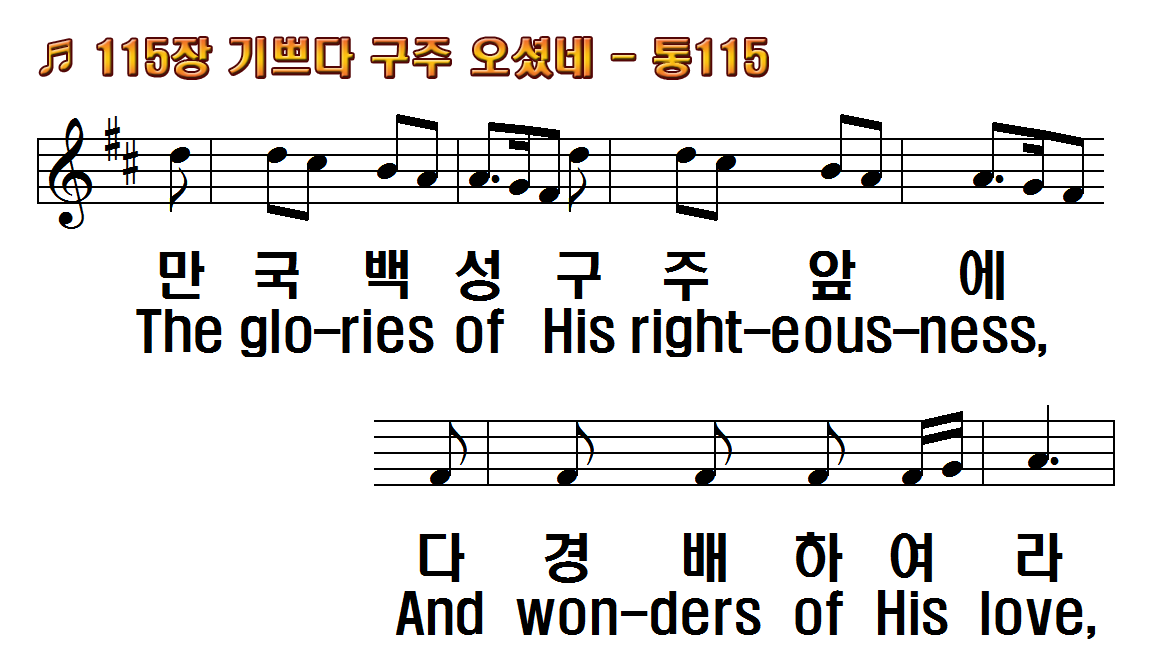 ♬ 115장 기쁘다 구주 오셨네 - 통115
만 국 백 성 구 주 앞 에
The glo-ries of His right-eous-ness,
다 경 배 하 여 라
And won-ders of His love,